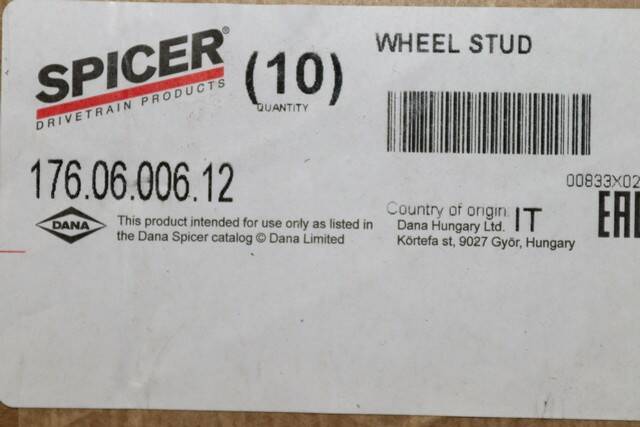 SPICER®
DRIVETRAIN PRODUCTS
(10)
QUANTITY
WHEEL STUD
176.06.006.12
00833X02
DANA
This product intended for use only as listed in
the Dana Spicer catalog © Dana Limited
Country of origin IT
Dana Hungary Ltd.
Körtefa st, 9027 Györ, Hungary
EAC